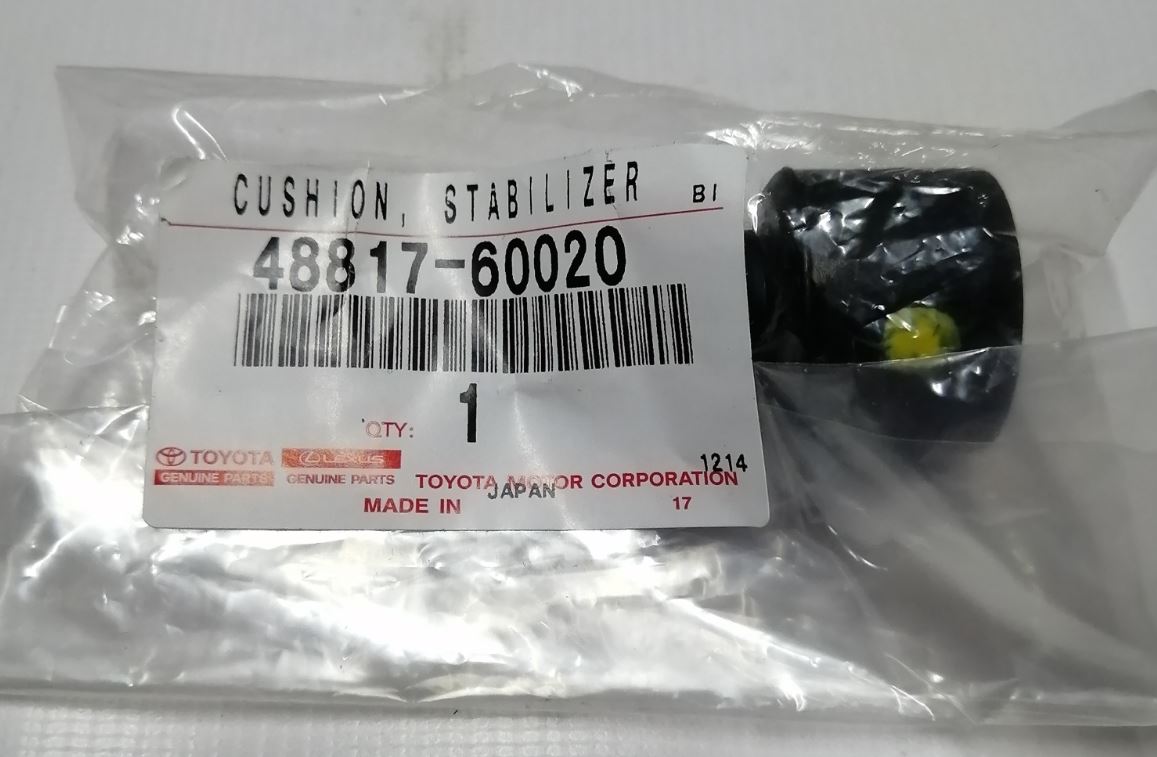 CUSHION, STABILIZER BI
48817-60020
QTY: 1
TOYOTA LEXUS
GENUINE PARTS GENUINE PARTS TOYOTA MOTOR CORPORATION 1214
MADE IN JAPAN 17